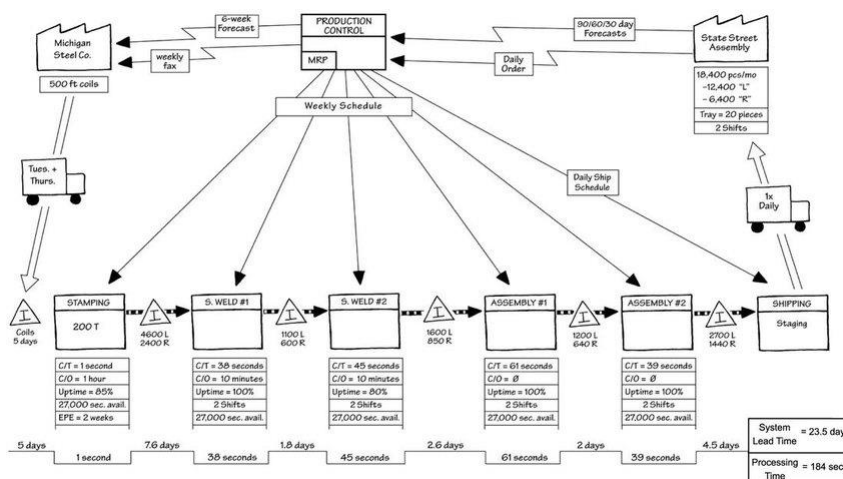 6-week
Forecast
PRODUCTION
CONTROL
90/60/30 day
Forecasts
Michigan
Steel Co.
weekly
fax
MRP
Daily
Order
State Street
Assembly
500 ft coils
Weekly Schedule
18,400 pcs/mo
-12,400 "L"
- 6,400 "R"
Tray = 20 pieces
2 Shifts
Tues. +
Thurs.
Daily Ship
Schedule
1x
Daily
I
Coils
5 days
STAMPING
200 T
I
4600 L
2400 R
S. WELD #1
I
1100 L
600 R
S. WELD #2
I
1600 L
850 R
ASSEMBLY #1
I
1200 L
640 R
ASSEMBLY #2
I
2700 L
1440 R
SHIPPING
Staging
C/T = 1 second
C/O = 1 hour
Uptime = 85%
27,000 sec. avail.
EPE = 2 weeks
C/T = 38 seconds
C/O = 10 minutes
Uptime = 100%
2 Shifts
27,000 sec. avail.
C/T = 45 seconds
C/O = 10 minutes
Uptime = 80%
2 Shifts
27,000 sec. avail.
C/T = 61 seconds
C/O = Ø
Uptime = 100%
2 Shifts
27,000 sec. avail.
C/T = 39 seconds
C/O = Ø
Uptime = 100%
2 Shifts
27,000 sec. avail.
5 days
1 second
7.6 days
38 seconds
1.8 days
45 seconds
2.6 days
61 seconds
2 days
39 seconds
4.5 days
System
Lead Time = 23.5 day
Processing
Time = 184 sec